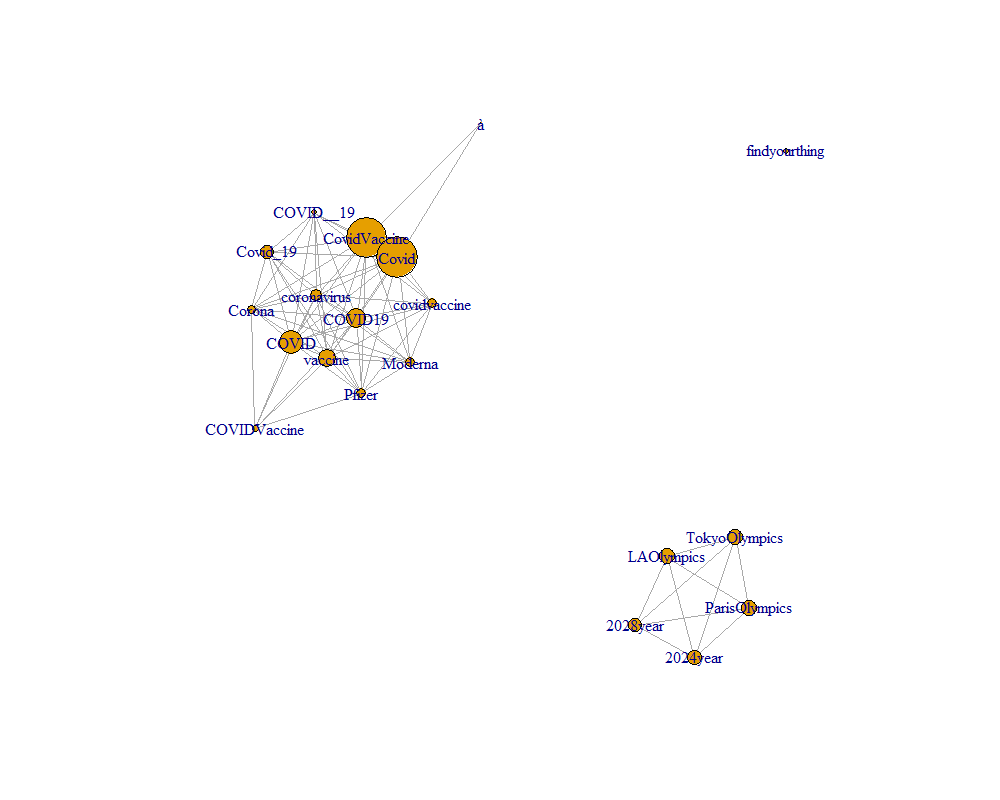 à
findyourthing
COVID__19
CovidVaccine
Covid_19
Covid
coronavirus
covidvaccine
Corona
COVID19
COVID
vaccine
Moderna
Pfizer
COVIDVaccine
TokyoOlympics
LAOlympics
ParisOlympics
2028year
2024year